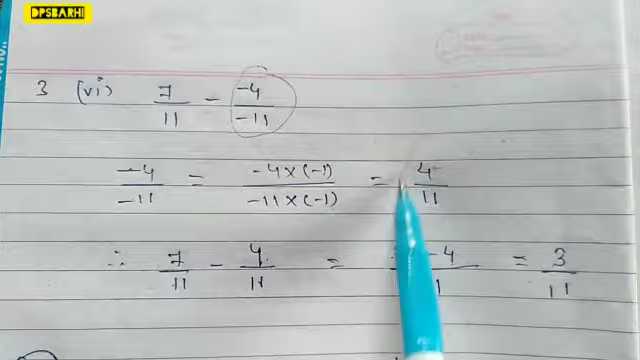 DPSBARHI
3 (vi) 7/11 - -4/-11
-4/-11 = -4×(-1)/-11×(-1) = 4/11
∴ 7/11 - 4/11 = -4/1 = 3/11